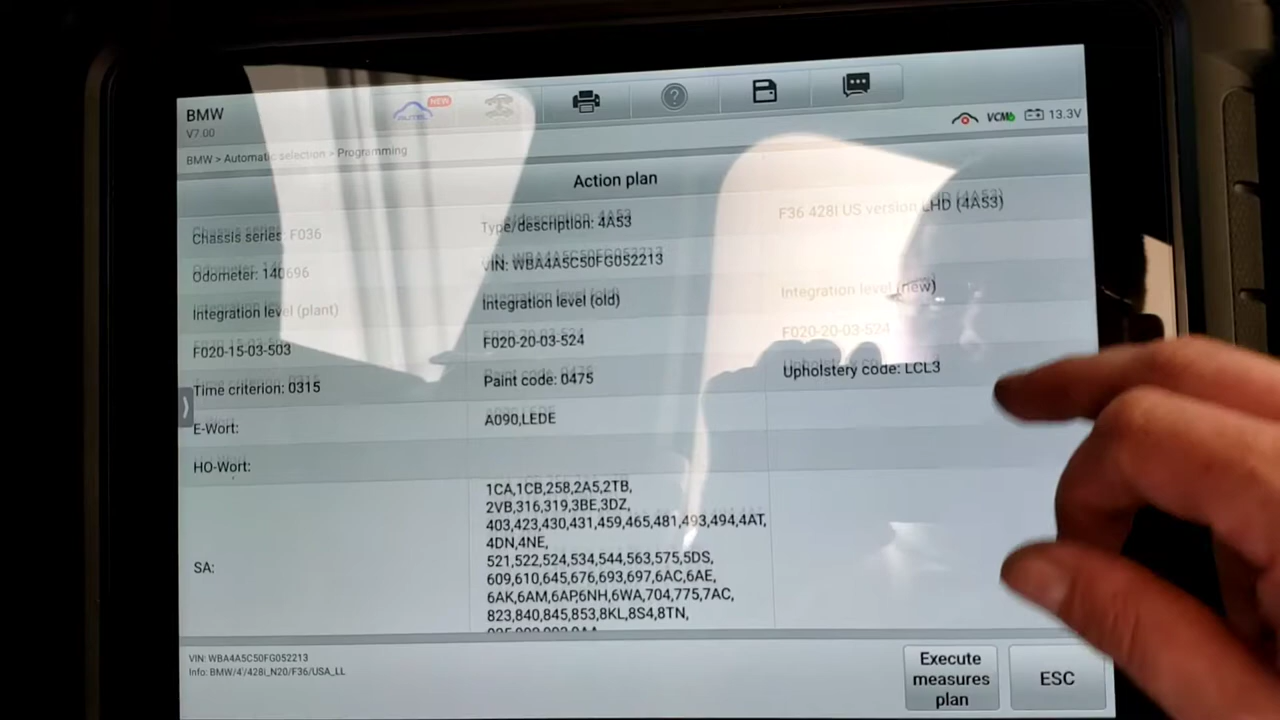 BMW
V7.00
AUTEL NEW
VCMI 13.3V
BMW > Automatic selection > Programming
Action plan
Chassis series: F036
Type/description: 4A53
F36 428I US version LHD (4A53)
Odometer: 140696
VIN: WBA4A5C50FG052213
Integration level (plant)
Integration level (old)
Integration level (new)
F020-15-03-503
F020-20-03-524
F020-20-03-524
Time criterion: 0315
Paint code: 0475
Upholstery code: LCL3
E-Wort:
A090,LEDE
HO-Wort:
SA:
1CA,1CB,258,2A5,2TB,
2VB,316,319,3BE,3DZ,
403,423,430,431,459,465,481,493,494,4AT,
4DN,4NE,
521,522,524,534,544,563,575,5DS,
609,610,645,676,693,697,6AC,6AE,
6AK,6AM,6AP,6NH,6WA,704,775,7AC,
823,840,845,853,8KL,8S4,8TN,
VIN: WBA4A5C50FG052213
Info: BMW/4'/428i_N20/F36/USA_LL
Execute
measures
plan
ESC